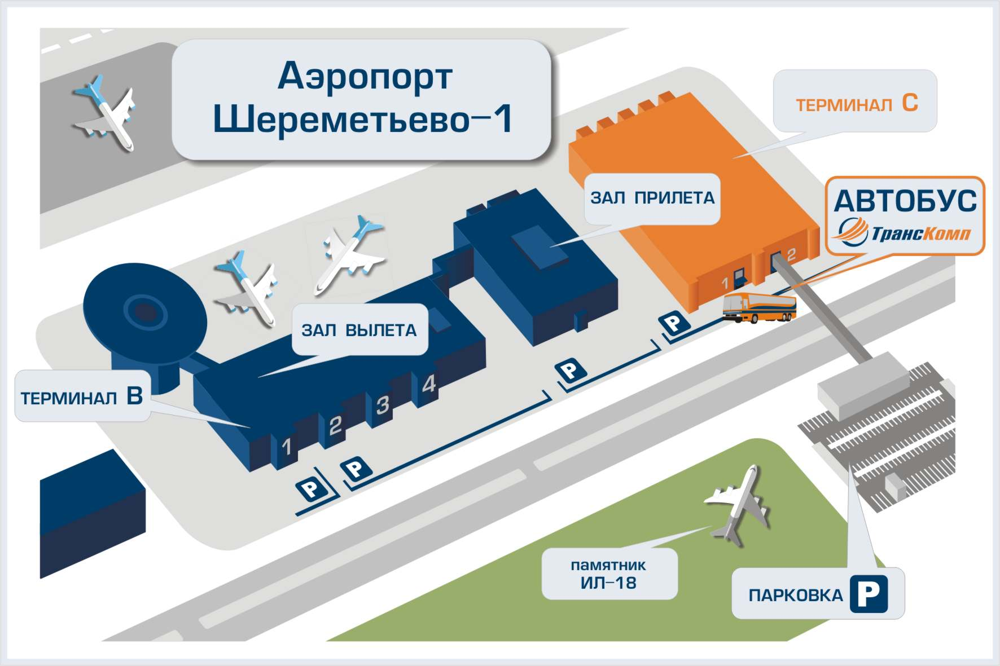 Аэропорт
Шереметьево-1
ТЕРМИНАЛ С
ЗАЛ ПРИЛЕТА
АВТОБУС
ТрансКомп
2
1
P
ЗАЛ ВЫЛЕТА
P
4
ТЕРМИНАЛ В
3
2
1
P
P
памятник
ИЛ-18
ПАРКОВКА P